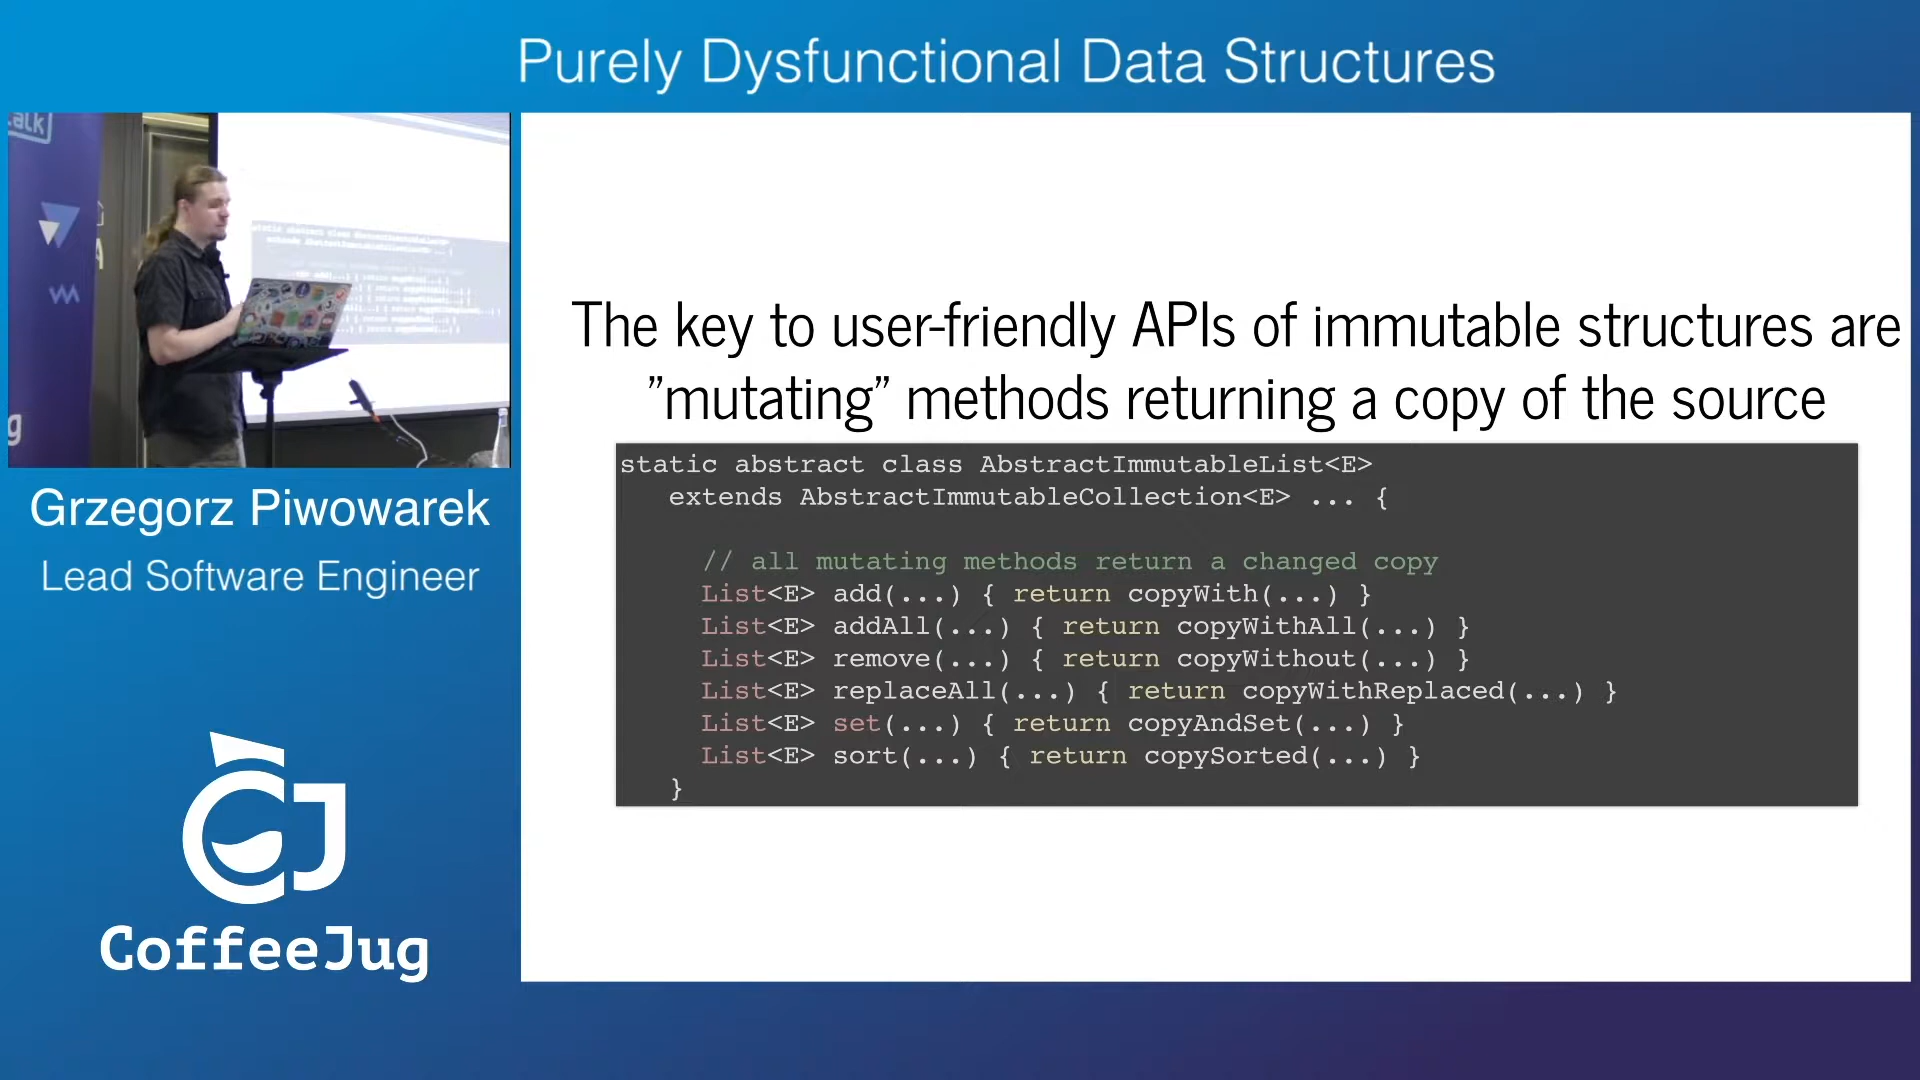 Purely Dysfunctional Data Structures
The key to user-friendly APIs of immutable structures are
”mutating” methods returning a copy of the source
static abstract class AbstractImmutableList<E>
extends AbstractImmutableCollection<E> ... {
// all mutating methods return a changed copy
List<E> add(...) { return copyWith(...) }
List<E> addAll(...) { return copyWithAll(...) }
List<E> remove(...) { return copyWithout(...) }
List<E> replaceAll(...) { return copyWithReplaced(...) }
List<E> set(...) { return copyAndSet(...) }
List<E> sort(...) { return copySorted(...) }
}
Grzegorz Piwowarek
Lead Software Engineer
CJ
CoffeeJug